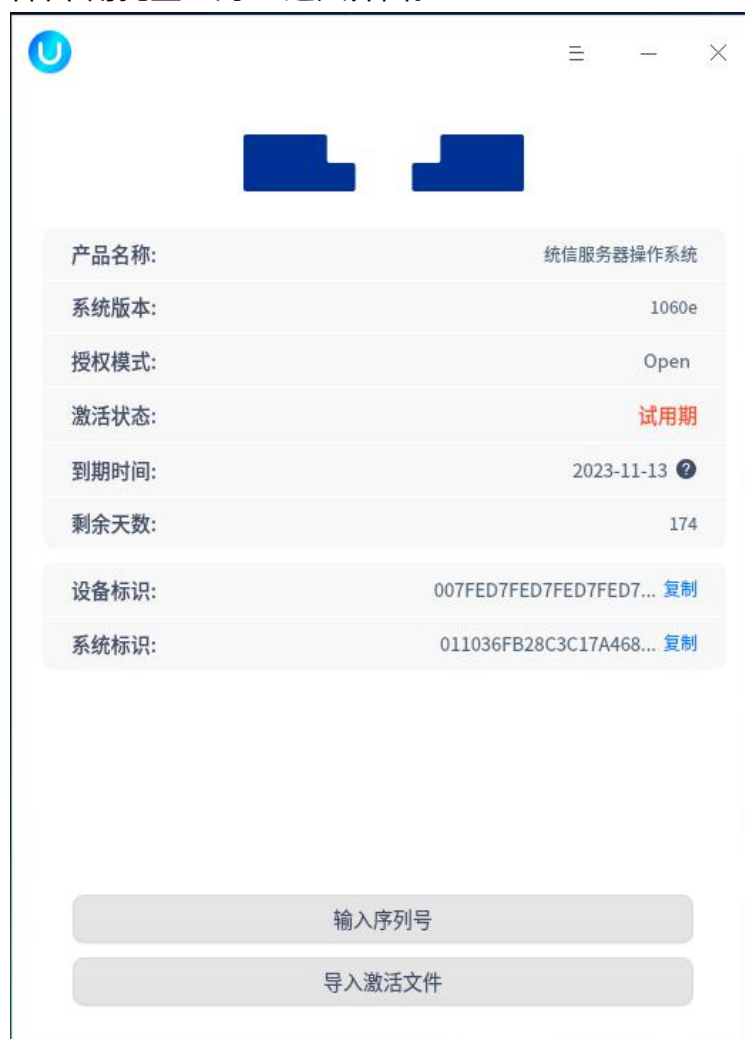 产品名称: 统信服务器操作系统
系统版本: 1060e
授权模式: Open
激活状态: 试用期
到期时间: 2023-11-13
剩余天数: 174
设备标识: 007FED7FED7FED7FED7... 复制
系统标识: 011036FB28C3C17A468... 复制
输入序列号
导入激活文件